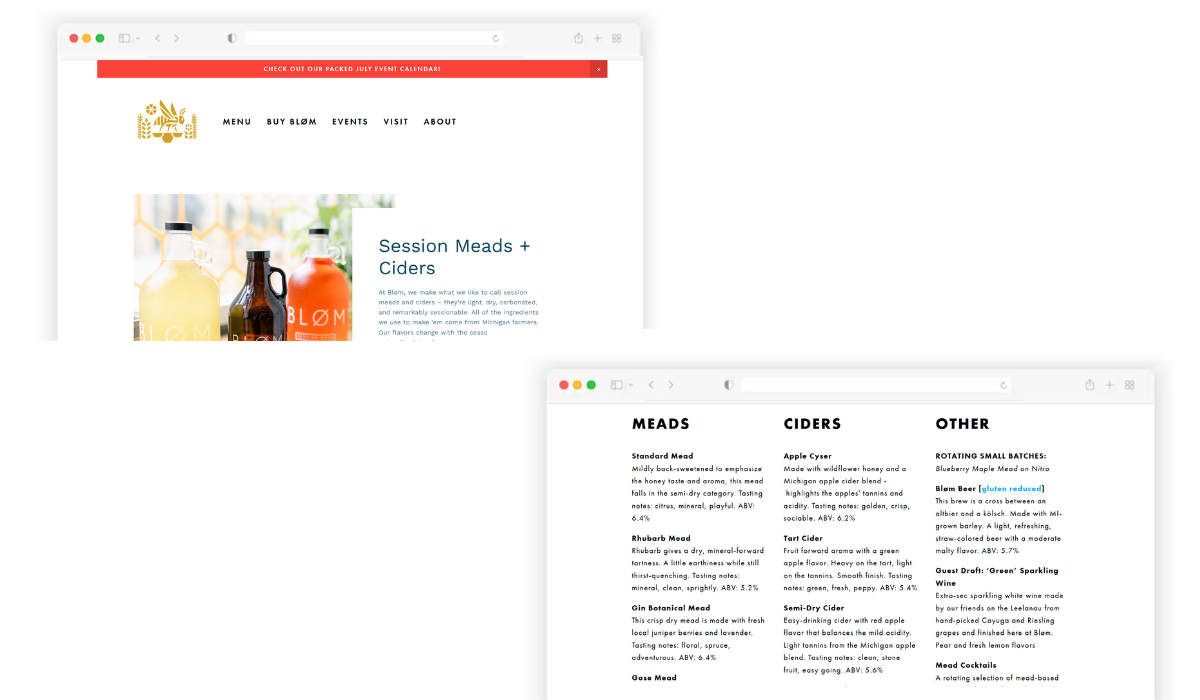 CHECK OUT OUR PACKED JULY EVENT CALENDAR!
×
MENU BUY BLØM EVENTS VISIT ABOUT
BLØM
BLØM
BLØM
Session Meads +
Ciders
At Bløm, we make what we like to call session
meads and ciders – they're light, dry, carbonated,
and remarkably sessionable. All of the ingredients
we use to make 'em come from Michigan farmers.
Our flavors change with the seaso
MEADS
Standard Mead
Mildly back-sweetened to emphasize
the honey taste and aroma, this mead
falls in the semi-dry category. Tasting
notes: citrus, mineral, playful. ABV:
6.4%
Rhubarb Mead
Rhubarb gives a dry, mineral-forward
tartness. A little earthiness while still
thirst-quenching. Tasting notes:
mineral, clean, sprightly. ABV: 5.2%
Gin Botanical Mead
This crisp dry mead is made with fresh
local juniper berries and lavender.
Tasting notes: floral, spruce,
adventurous. ABV: 6.4%
Gose Mead
CIDERS
Apple Cyser
Made with wildflower honey and a
Michigan apple cider blend -
highlights the apples' tannins and
acidity. Tasting notes: golden, crisp,
sociable. ABV: 6.2%
Tart Cider
Fruit forward aroma with a green
apple flavor. Heavy on the tart, light
on the tannins. Smooth finish. Tasting
notes: green, fresh, peppy. ABV: 5.4%
Semi-Dry Cider
Easy-drinking cider with red apple
flavor that balances the mild acidity.
Light tannins from the Michigan apple
blend. Tasting notes: clean, stone
fruit, easy going. ABV: 5.6%
OTHER
ROTATING SMALL BATCHES:
Blueberry Maple Mead on Nitro
Bløm Beer [gluten reduced]
This brew is a cross between an
altbier and a kölsch. Made with MI-
grown barley. A light, refreshing,
straw-colored beer with a moderate
malty flavor. ABV: 5.7%
Guest Draft: 'Green' Sparkling
Wine
Extra-sec sparkling white wine made
by our friends on the Leelanau from
hand-picked Cayuga and Riesling
grapes and finished here at Bløm.
Pear and fresh lemon flavors
Mead Cocktails
A rotating selection of mead-based